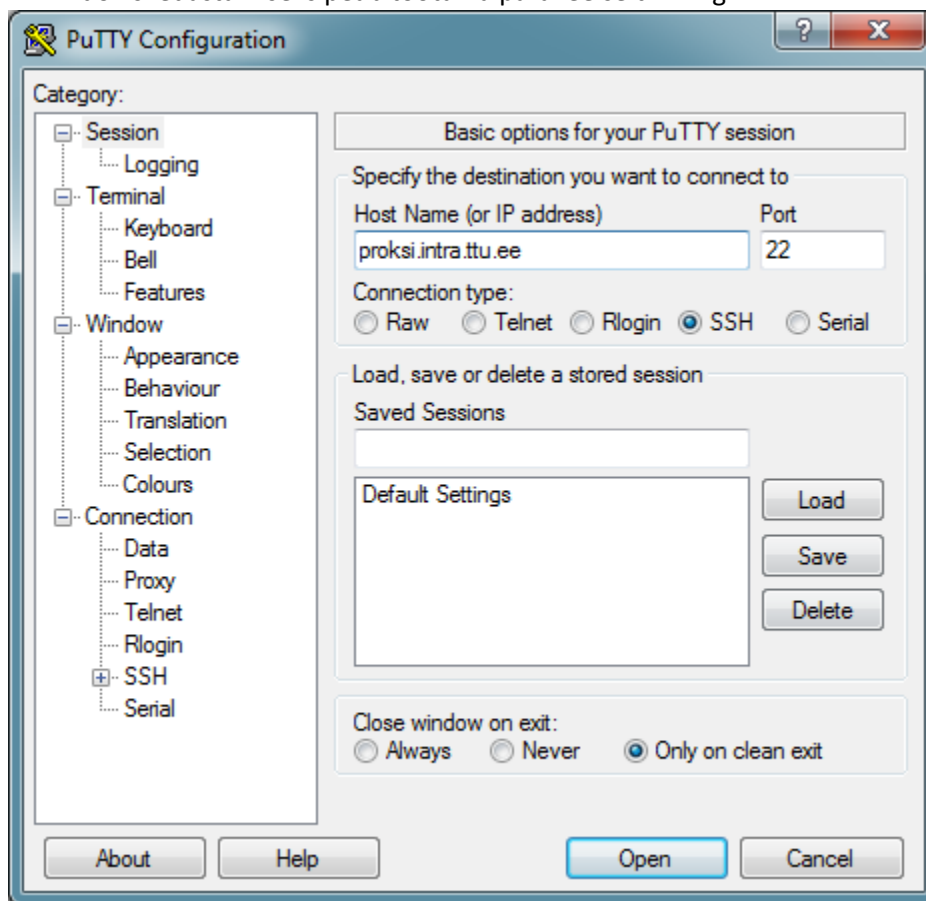 PuTTY Configuration
Category:
Session
Logging
Terminal
Keyboard
Bell
Features
Window
Appearance
Behaviour
Translation
Selection
Colours
Connection
Data
Proxy
Telnet
Rlogin
SSH
Serial
Basic options for your PuTTY session
Specify the destination you want to connect to
Host Name (or IP address) Port
proksi.intra.ttu.ee 22
Connection type:
Raw Telnet Rlogin SSH Serial
Load, save or delete a stored session
Saved Sessions
Default Settings
Load
Save
Delete
Close window on exit:
Always Never Only on clean exit
About Help Open Cancel